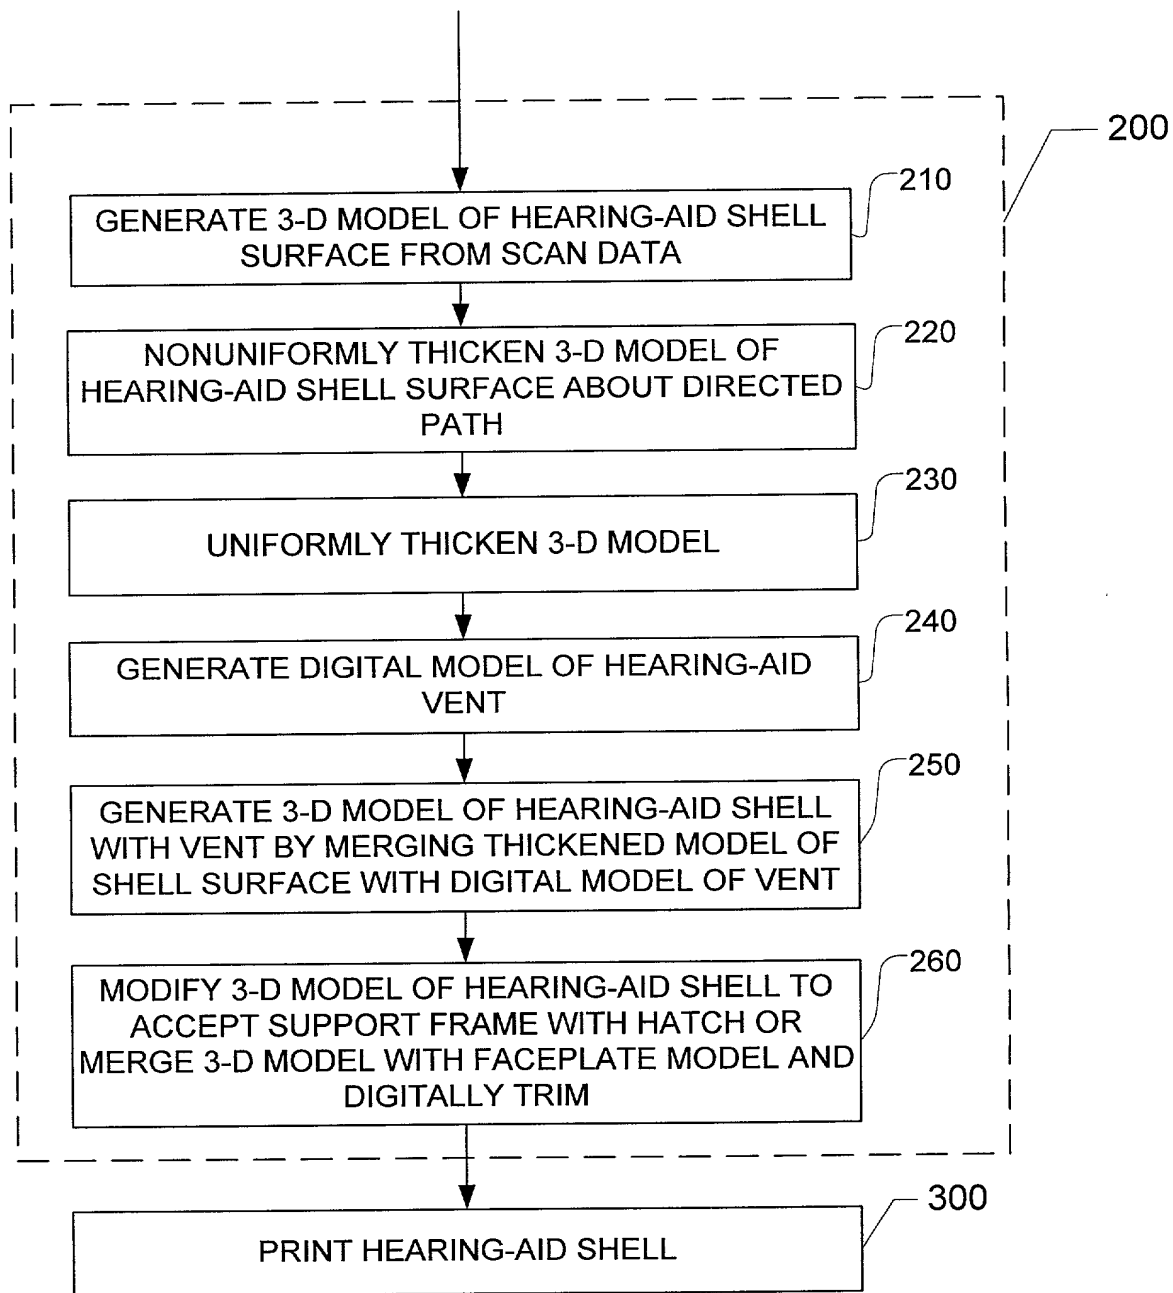 200
210
GENERATE 3-D MODEL OF HEARING-AID SHELL
SURFACE FROM SCAN DATA
220
NONUNIFORMLY THICKEN 3-D MODEL OF
HEARING-AID SHELL SURFACE ABOUT DIRECTED
PATH
230
UNIFORMLY THICKEN 3-D MODEL
240
GENERATE DIGITAL MODEL OF HEARING-AID
VENT
250
GENERATE 3-D MODEL OF HEARING-AID SHELL
WITH VENT BY MERGING THICKENED MODEL OF
SHELL SURFACE WITH DIGITAL MODEL OF VENT
260
MODIFY 3-D MODEL OF HEARING-AID SHELL TO
ACCEPT SUPPORT FRAME WITH HATCH OR
MERGE 3-D MODEL WITH FACEPLATE MODEL AND
DIGITALLY TRIM
300
PRINT HEARING-AID SHELL